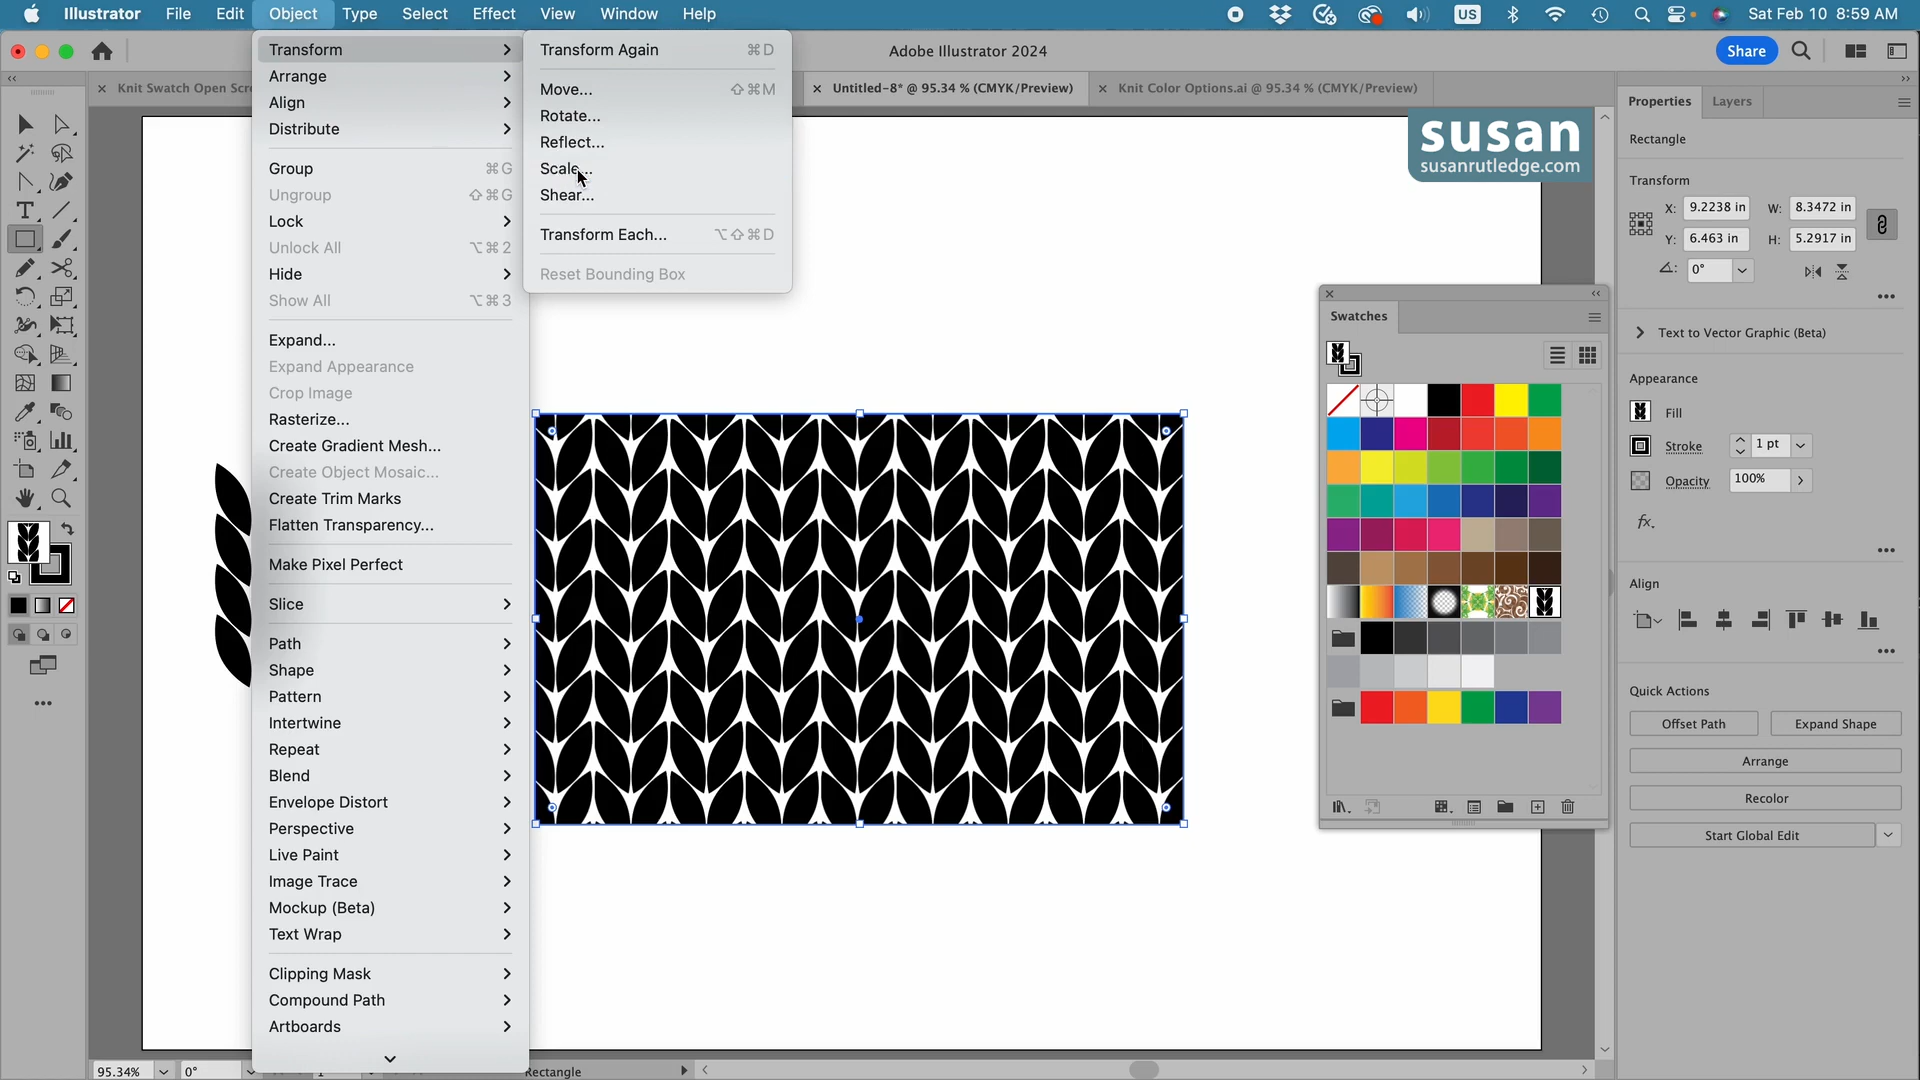 Illustrator File Edit Object Type Select Effect View Window Help
US Sat Feb 10 8:59 AM
Adobe Illustrator 2024
Share
Knit Swatch Open Scre
Untitled-8* @ 95.34 % (CMYK/Preview)
Knit Color Options.ai @ 95.34 % (CMYK/Preview)
Transform
Arrange
Align
Distribute
Group ⌘G
Ungroup ⇧⌘G
Lock
Unlock All ⌥⌘2
Hide
Show All ⌥⌘3
Expand...
Expand Appearance
Crop Image
Rasterize...
Create Gradient Mesh...
Create Object Mosaic...
Create Trim Marks
Flatten Transparency...
Make Pixel Perfect
Slice
Path
Shape
Pattern
Intertwine
Repeat
Blend
Envelope Distort
Perspective
Live Paint
Image Trace
Mockup (Beta)
Text Wrap
Clipping Mask
Compound Path
Artboards
Transform Again ⌘D
Move... ⇧⌘M
Rotate...
Reflect...
Scale...
Shear...
Transform Each... ⌥⇧⌘D
Reset Bounding Box
susan
susanrutledge.com
Swatches
Properties Layers
Rectangle
Transform
X: 9.2238 in W: 8.3472 in
Y: 6.463 in H: 5.2917 in
0°
Text to Vector Graphic (Beta)
Appearance
Fill
Stroke 1 pt
Opacity 100%
fx.
Align
Quick Actions
Offset Path Expand Shape
Arrange
Recolor
Start Global Edit
95.34% 0° Rectangle